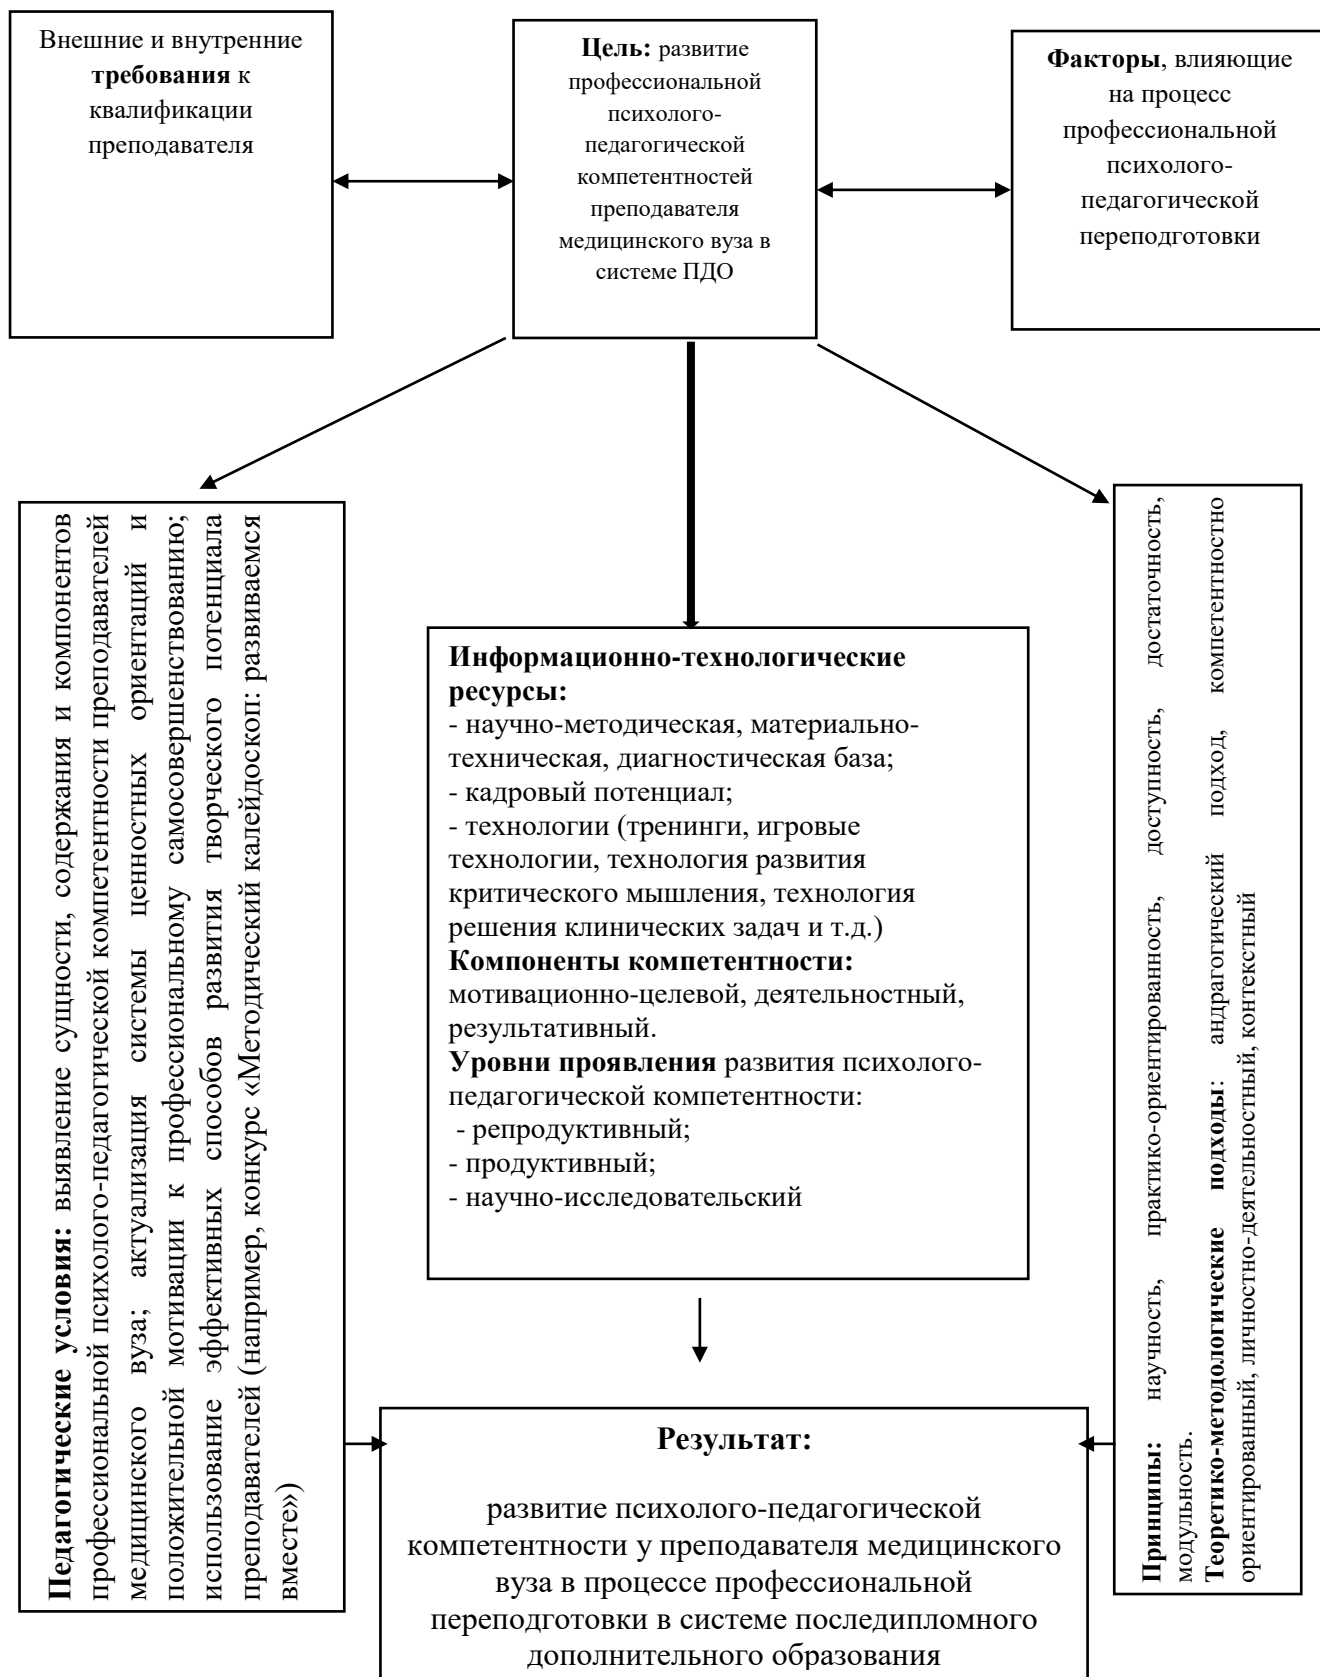 Внешние и внутренние
требования к
квалификации
преподавателя
Цель: развитие
профессиональной
психолого-
педагогической
компетентностей
преподавателя
медицинского вуза в
системе ПДО
Факторы, влияющие
на процесс
профессиональной
психолого-
педагогической
переподготовки
Педагогические условия: выявление сущности, содержания и компонентов
профессиональной психолого-педагогической компетентности преподавателей
медицинского вуза; актуализация системы ценностных ориентаций и
положительной мотивации к профессиональному самосовершенствованию;
использование эффективных способов развития творческого потенциала
преподавателей (например, конкурс «Методический калейдоскоп: развиваемся
вместе»)
Информационно-технологические
ресурсы:
- научно-методическая, материально-
техническая, диагностическая база;
- кадровый потенциал;
- технологии (тренинги, игровые
технологии, технология развития
критического мышления, технология
решения клинических задач и т.д.)
Компоненты компетентности:
мотивационно-целевой, деятельностный,
результативный.
Уровни проявления развития психолого-
педагогической компетентности:
- репродуктивный;
- продуктивный;
- научно-исследовательский
Принципы: научность, практико-ориентированность, доступность, достаточность,
модульность.
Теоретико-методологические подходы: андрагогический подход, компетентностно
ориентированный, личностно-деятельностный, контекстный
Результат:
развитие психолого-педагогической
компетентности у преподавателя медицинского
вуза в процессе профессиональной
переподготовки в системе последипломного
дополнительного образования